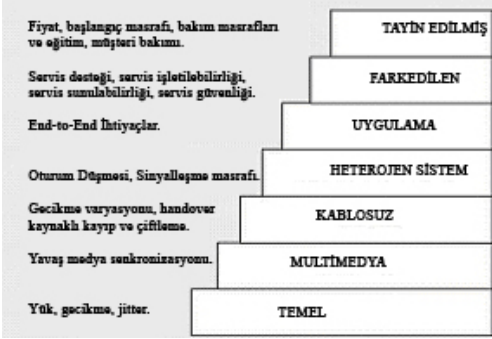 Fiyat, başlangıç masrafı, bakım masrafları
ve eğitim, müşteri bakımı.
TAYİN EDİLMİŞ
Servis desteği, servis işletilebilirliği,
servis sunulabilirliği, servis güvenliği.
FARKEDİLEN
End-to-End İhtiyaçlar.
UYGULAMA
Oturum Düşmesi, Sinyalleşme masrafı.
HETEROJEN SİSTEM
Gecikme varyasyonu, handover
kaynaklı kayıp ve çiftleme.
KABLOSUZ
Yavaş medya senkronizasyonu.
MULTİMEDYA
Yük, gecikme, jitter.
TEMEL